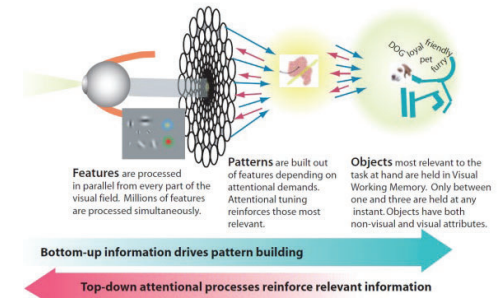 DOG loyal friendly
pet
furry
Features are processed
in parallel from every part of the
visual field. Millions of features
are processed simultaneously.
Patterns are built out
of features depending on
attentional demands.
Attentional tuning
reinforces those most
relevant.
Objects most relevant to the
task at hand are held in Visual
Working Memory. Only between
one and three are held at any
instant. Objects have both
non-visual and visual attributes.
Bottom-up information drives pattern building
Top-down attentional processes reinforce relevant information